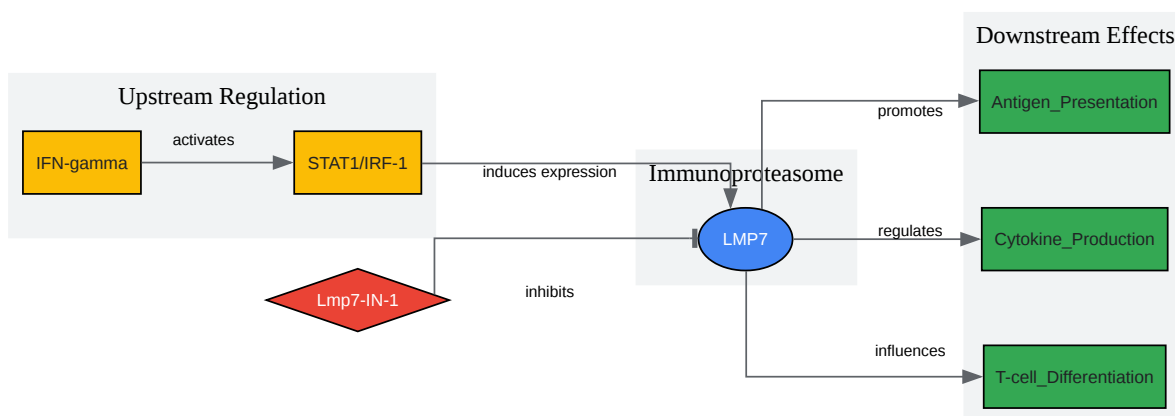 Downstream Effects
Upstream Regulation
Antigen_Presentation
promotes
activates
IFN-gamma
STAT1/IRF-1
induces expression
Immunoproteasome
LMP7
regulates
Cytokine_Production
Lmp7-IN-1
inhibits
influences
T-cell_Differentiation